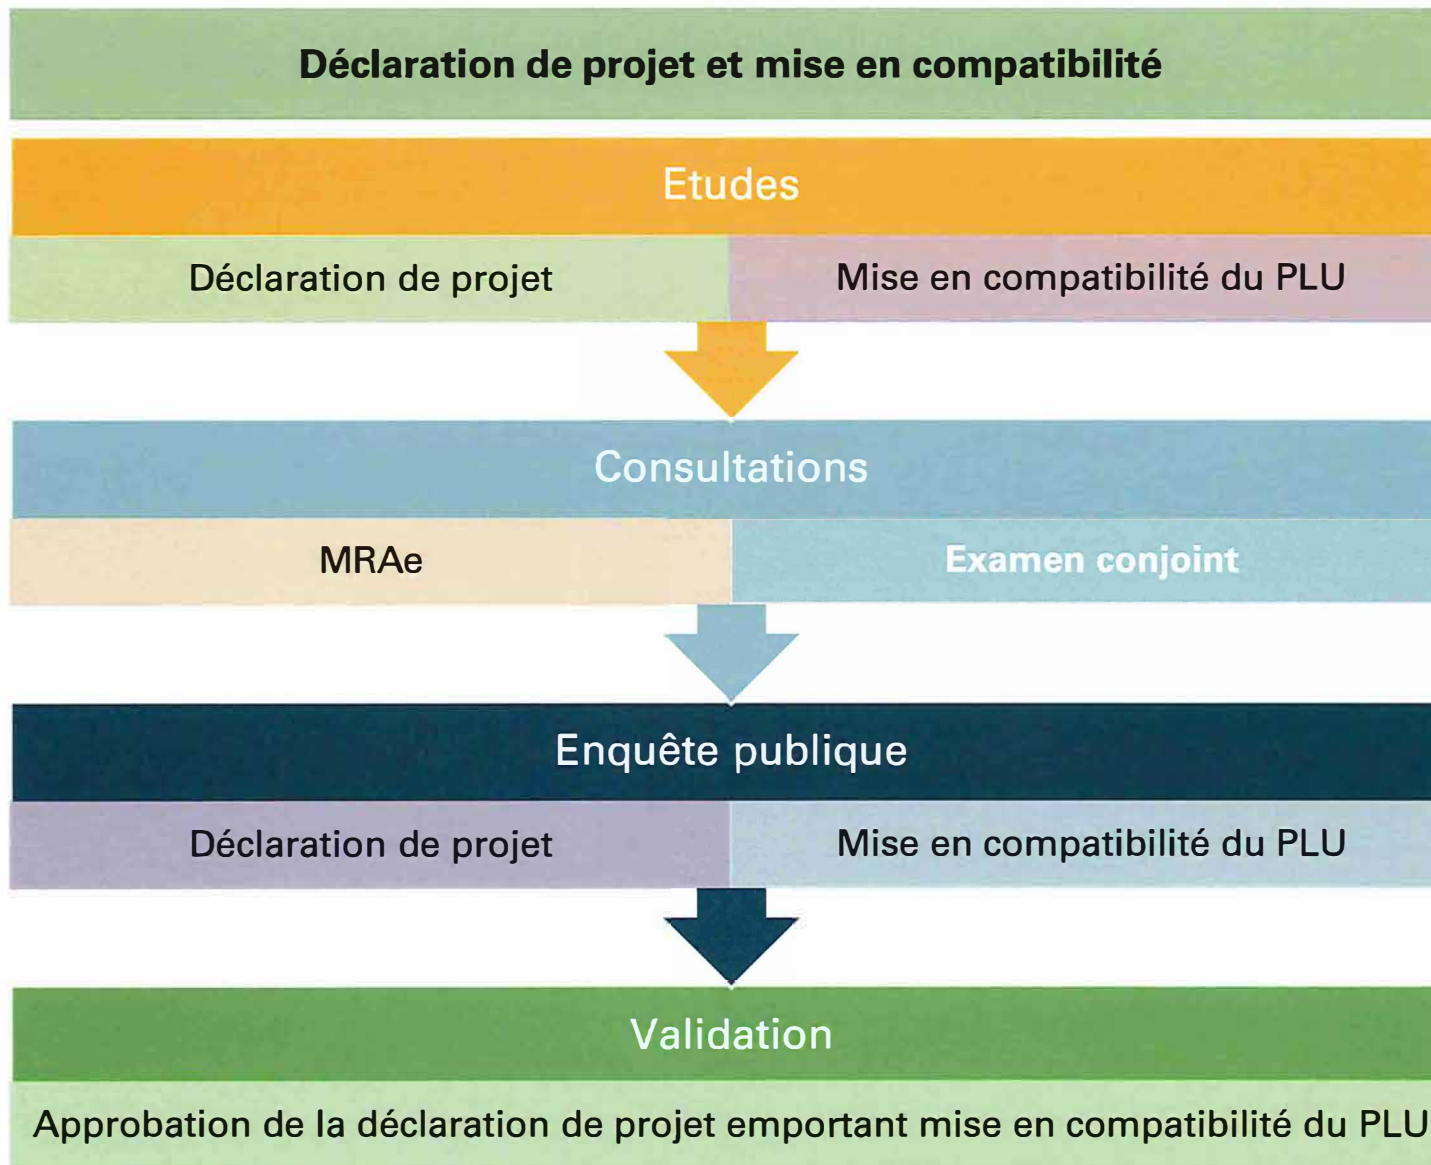 Déclaration de projet et mise en compatibilité
Etudes
Déclaration de projet
Mise en compatibilité du PLU
Consultations
MRAe
Examen conjoint
Enquête publique
Déclaration de projet
Mise en compatibilité du PLU
Validation
Approbation de la déclaration de projet emportant mise en compatibilité du PLU